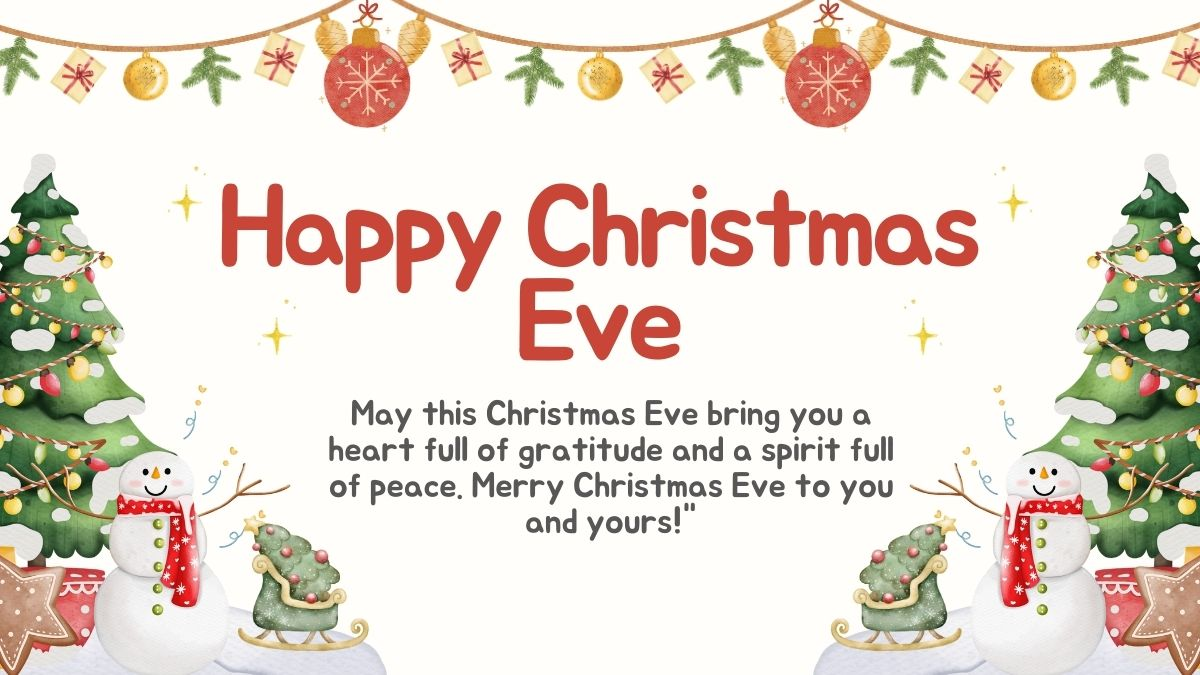 Happy Christmas
Eve
May this Christmas Eve bring you a
heart full of gratitude and a spirit full
of peace. Merry Christmas Eve to you
and yours!"